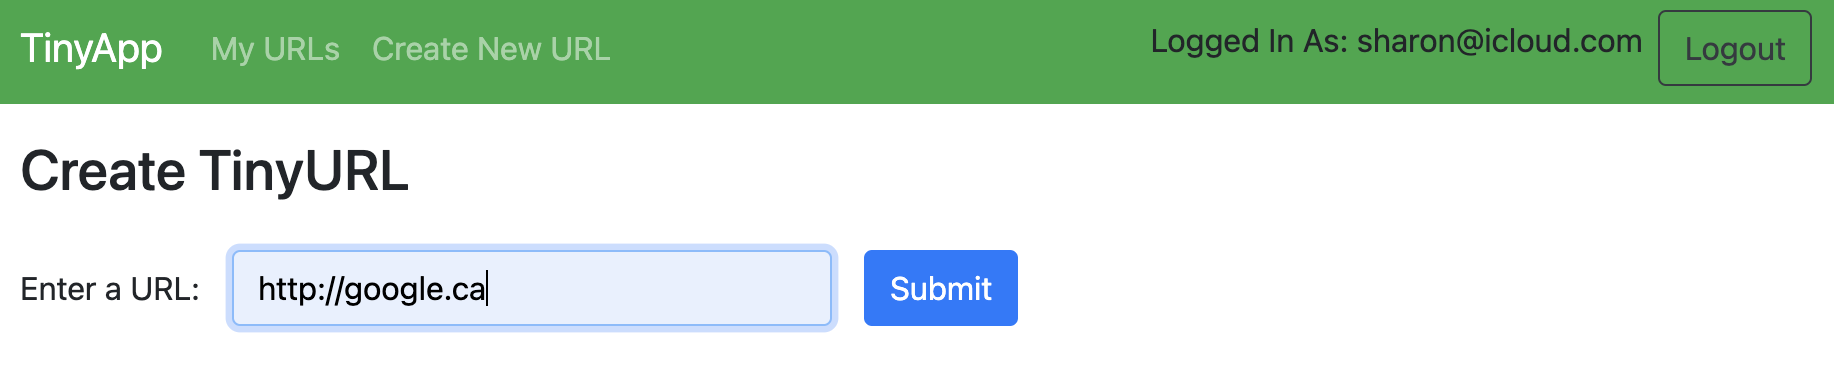 TinyApp My URLs Create New URL Logged In As: sharon@icloud.com Logout
Create TinyURL
Enter a URL: http://google.ca Submit